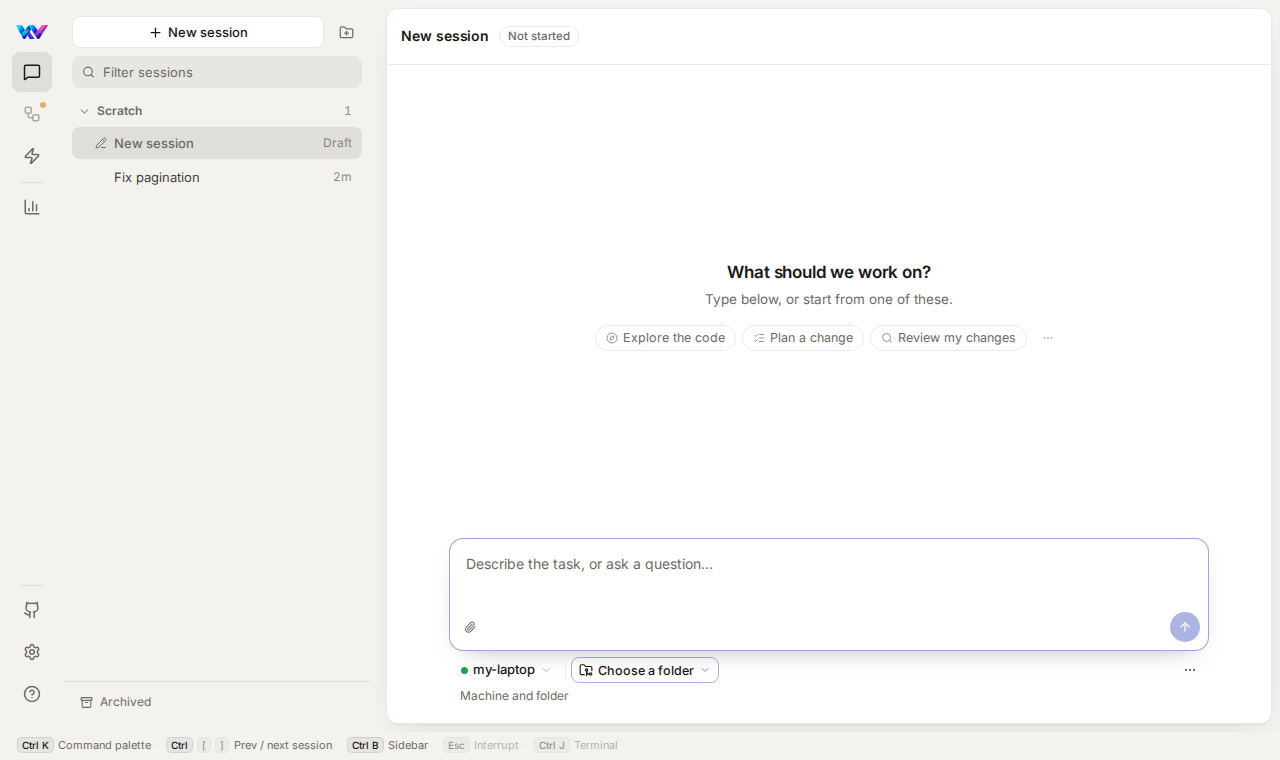 New session
Filter sessions
Scratch 1
New session Draft
Fix pagination 2m
Archived
New session Not started
What should we work on?
Type below, or start from one of these.
Explore the code Plan a change Review my changes ...
Describe the task, or ask a question...
my-laptop Choose a folder ...
Machine and folder
Ctrl K Command palette Ctrl [ ] Prev / next session Ctrl B Sidebar Esc Interrupt Ctrl J Terminal